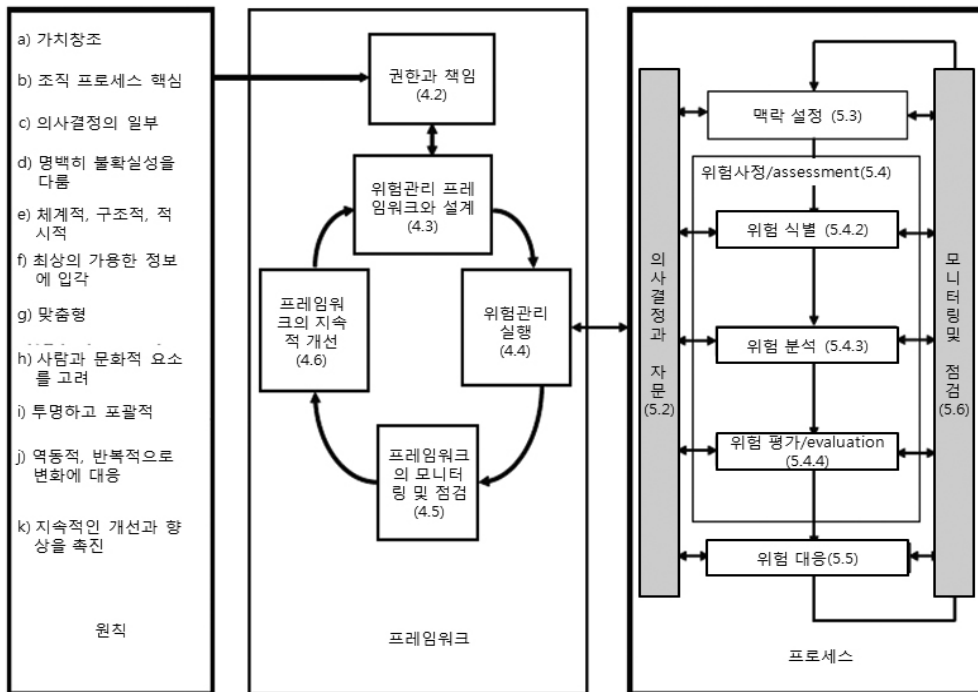 a) 가치창조
b) 조직 프로세스 핵심
c) 의사결정의 일부
d) 명백히 불확실성을
다룸
e) 체계적, 구조적, 적
시적
f) 최상의 가용한 정보
에 입각
g) 맞춤형
h) 사람과 문화적 요소
를 고려
i) 투명하고 포괄적
j) 역동적, 반복적으로
변화에 대응
k) 지속적인 개선과 향
상을 촉진
원칙
권한과 책임
(4.2)
위험관리 프레
임워크와 설계
(4.3)
프레임워
크의 지속
적 개선
(4.6)
위험관리
실행
(4.4)
프레임워크
의 모니터
링 및 점검
(4.5)
프레임워크
의사결정과 자문
(5.2)
맥락 설정 (5.3)
위험사정/assessment(5.4)
위험 식별 (5.4.2)
위험 분석 (5.4.3)
위험 평가/evaluation
(5.4.4)
위험 대응(5.5)
모니터링및 점검
(5.6)
프로세스